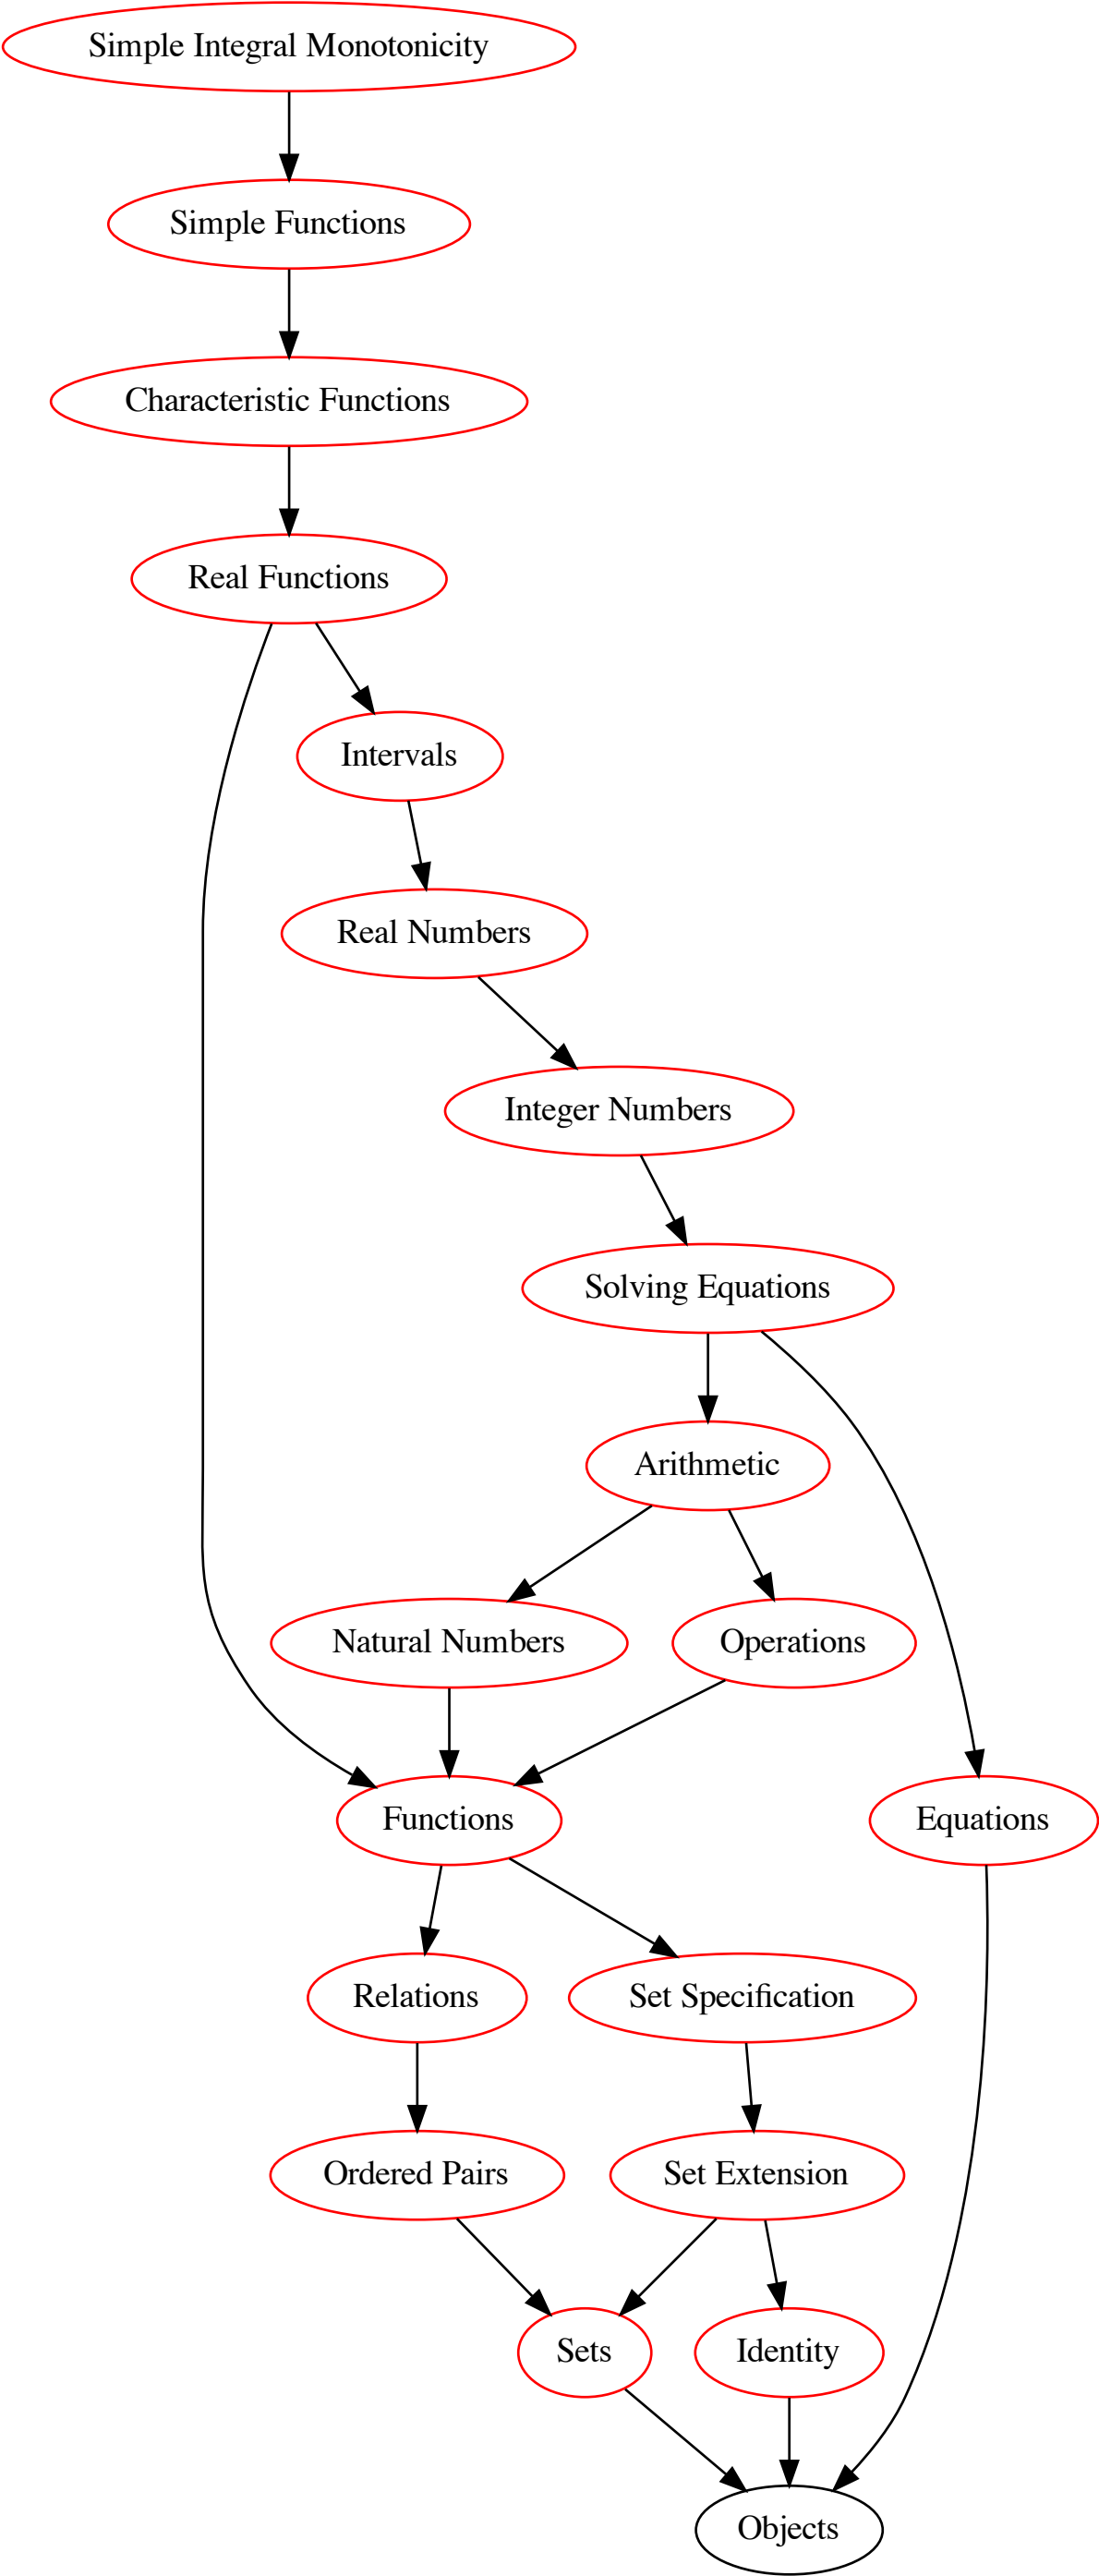 Simple Integral Monotonicity
Simple Functions
Characteristic Functions
Real Functions
Intervals
Real Numbers
Integer Numbers
Solving Equations
Arithmetic
Natural Numbers
Operations
Functions
Equations
Relations
Set Specification
Ordered Pairs
Set Extension
Sets
Identity
Objects